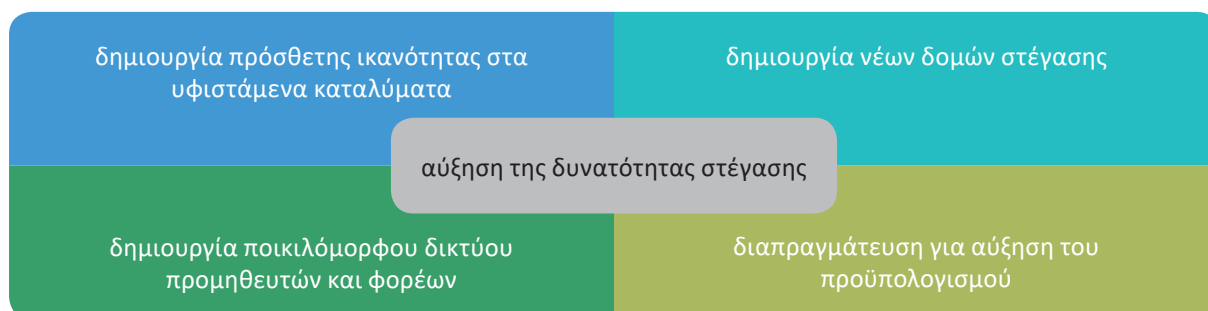 δημιουργία πρόσθετης ικανότητας στα
υφιστάμενα καταλύματα
δημιουργία νέων δομών στέγασης
αύξηση της δυνατότητας στέγασης
δημιουργία ποικιλόμορφου δικτύου
προμηθευτών και φορέων
διαπραγμάτευση για αύξηση του
προϋπολογισμού